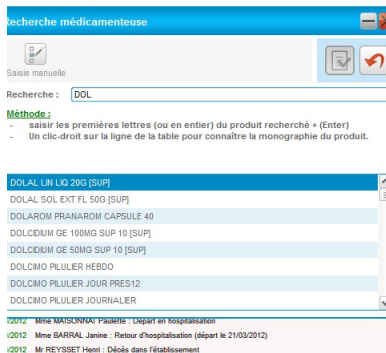 Recherche médicamenteuse
Saisie manuelle
Recherche : DOL
Méthode :
- saisir les premières lettres (ou en entier) du produit recherché + (Enter)
- Un clic-droit sur la ligne de la table pour connaître la monographie du produit.
DOLAL LIN LIQ 20G [SUP]
DOLAL SOL EXT FL 50G [SUP]
DOLAROM PRANAROM CAPSULE 40
DOLCIDIUM GE 100MG SUP 10 [SUP]
DOLCIDIUM GE 50MG SUP 10 [SUP]
DOLCIMO PILULIER HEBDO
DOLCIMO PILULIER JOUR PRES12
DOLCIMO PILULIER JOURNALIER
/2012 Mme MAISONNAT Paulette : Départ en hospitalisation
/2012 Mme BARRAL Janine : Retour d'hospitalisation (départ le 21/03/2012)
/2012 Mr REYSSET Henri : Décès dans l'établissement